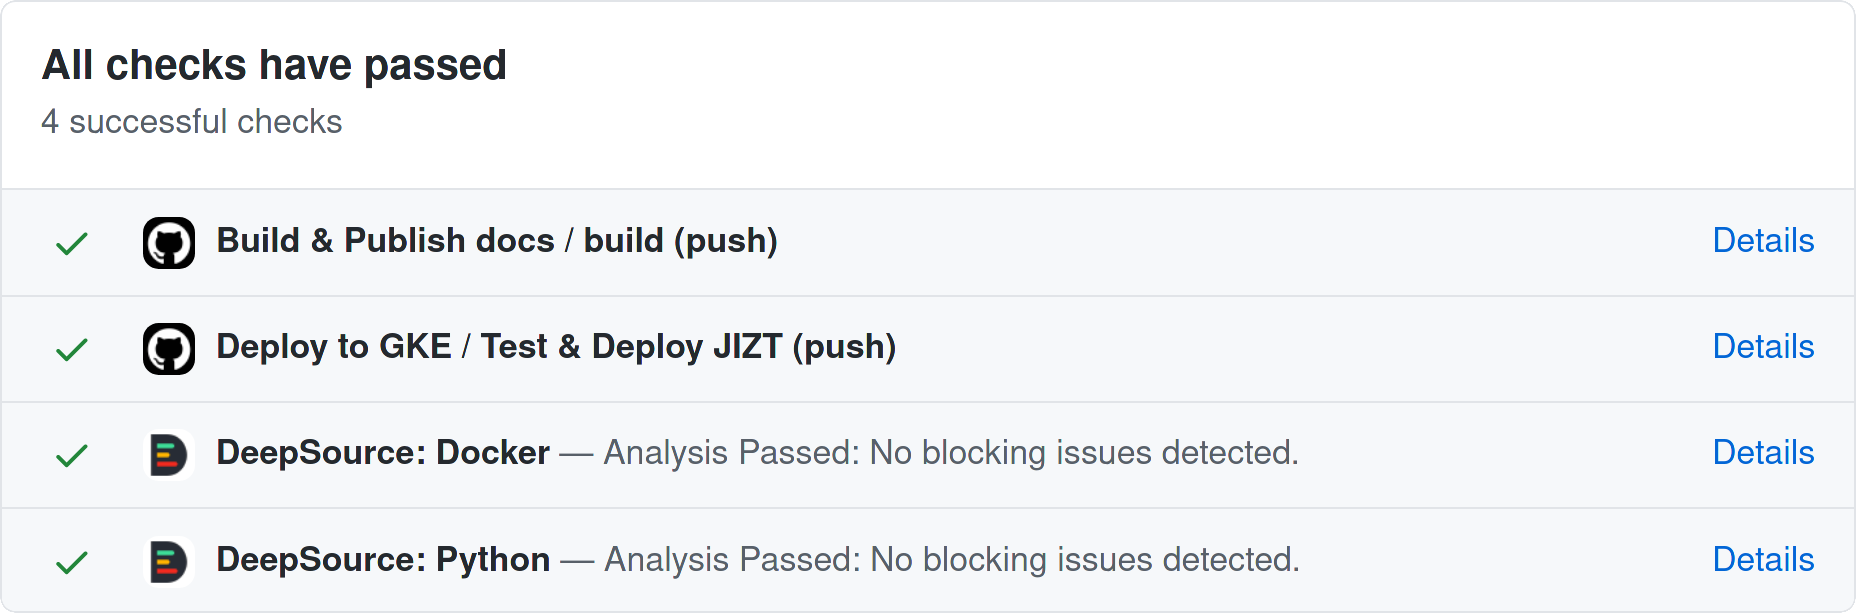 All checks have passed
4 successful checks
Build & Publish docs / build (push) Details
Deploy to GKE / Test & Deploy JIZT (push) Details
DeepSource: Docker — Analysis Passed: No blocking issues detected. Details
DeepSource: Python — Analysis Passed: No blocking issues detected. Details